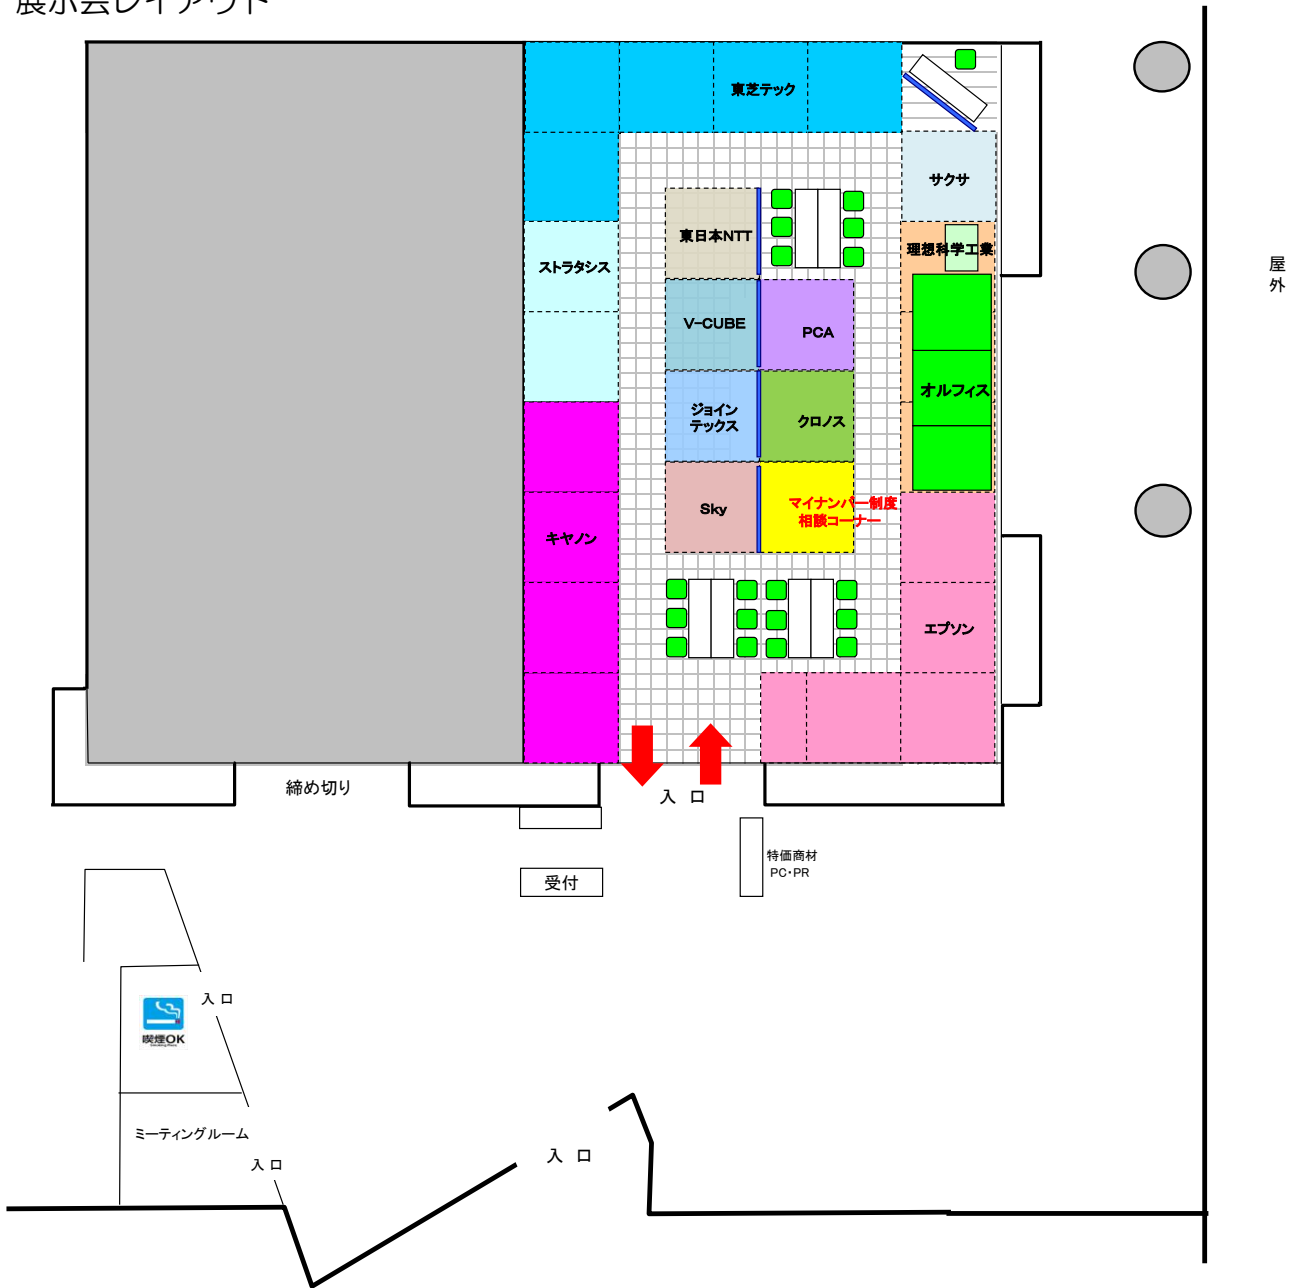 展示会レイアウト
東芝テック
サクサ
東日本NTT
理想科学工業
ストラタシス
屋
外
V-CUBE
PCA
オルフィス
ジョイン
テックス
クロノス
Sky
マイナンバー制度
相談コーナー
キヤノン
エプソン
締め切り
入 口
特価商材
PC・PR
受付
入 口
喫煙OK
ミーティングルーム
入 口
入 口